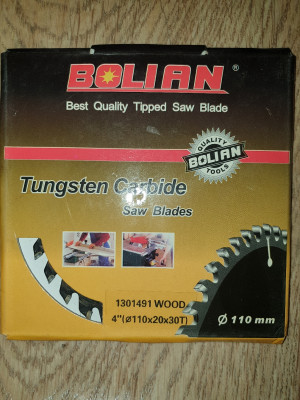 BOLIAN®
Best Quality Tipped Saw Blade
QUALITY
BOLIAN
TOOLS
Tungsten Carbide
Saw Blades
1301491 WOOD
4"(ø110x20x30T)
Ø 110 mm